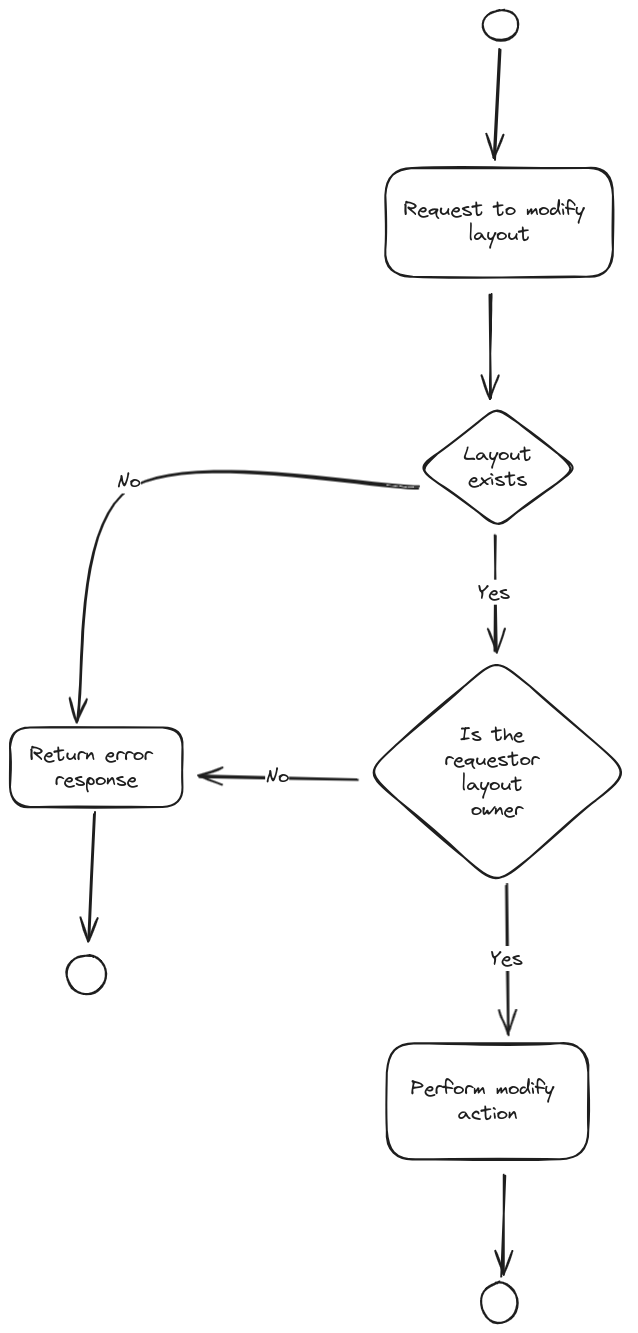 Request to modify
layout
Layout
exists
No
Yes
Is the
requestor
layout
owner
Return error
response
No
Yes
Perform modify
action